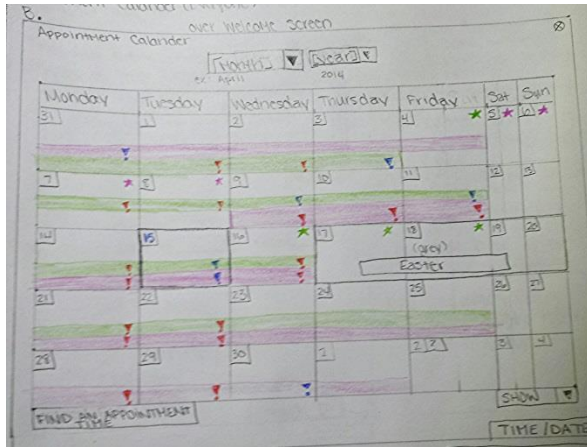 B.
over Welcome Screen
Appointment Calander
[Month] [year]
ex: April 2014
Monday Tuesday Wednesday Thursday Friday Sat Sun
31 1 2 3 4 5 6
7 8 9 10 11 12 13
14 15 16 17 18 19 20
(grey)
Easter
21 22 23 24 25 26 27
28 29 30 1 2 3 4
FIND AN APPOINTMENT
TIME
SHOW
TIME/DATE